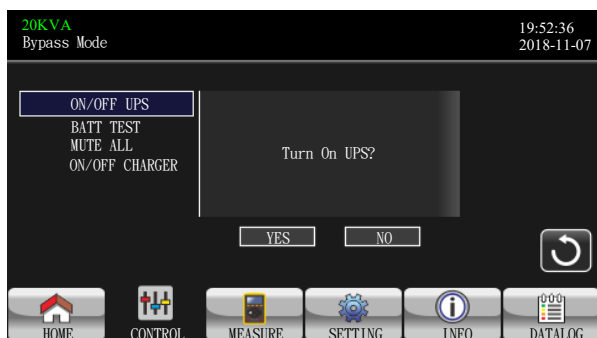 20KVA
Bypass Mode
19:52:36
2018-11-07
ON/OFF UPS
BATT TEST
MUTE ALL
ON/OFF CHARGER
Turn On UPS?
YES
NO
HOME
CONTROL
MEASURE
SETTING
INFO
DATALOG